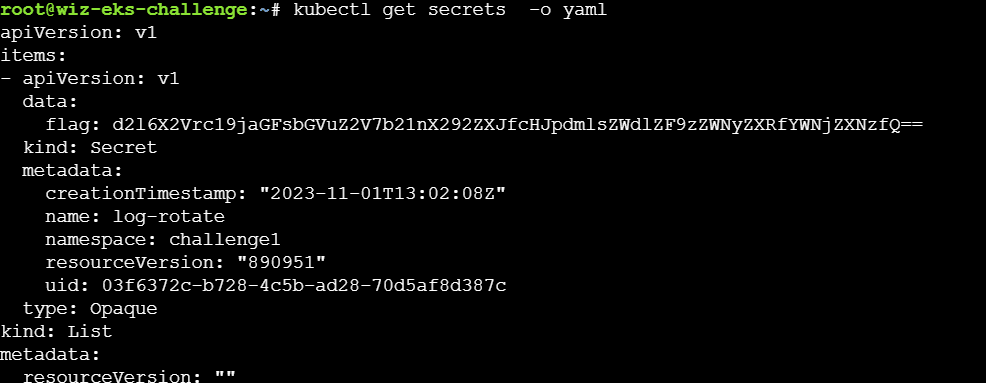 root@wiz-eks-challenge:~# kubectl get secrets  -o yaml
apiVersion: v1
items:
- apiVersion: v1
  data:
    flag: d2l6X2Vrc19jaGFsbGVuZ2V7b21nX292ZXJfcHJpdmlsZWdlZF9zZWNyZXRfYWNjZXNzfQ==
  kind: Secret
  metadata:
    creationTimestamp: "2023-11-01T13:02:08Z"
    name: log-rotate
    namespace: challenge1
    resourceVersion: "890951"
    uid: 03f6372c-b728-4c5b-ad28-70d5af8d387c
  type: Opaque
kind: List
metadata:
  resourceVersion: ""